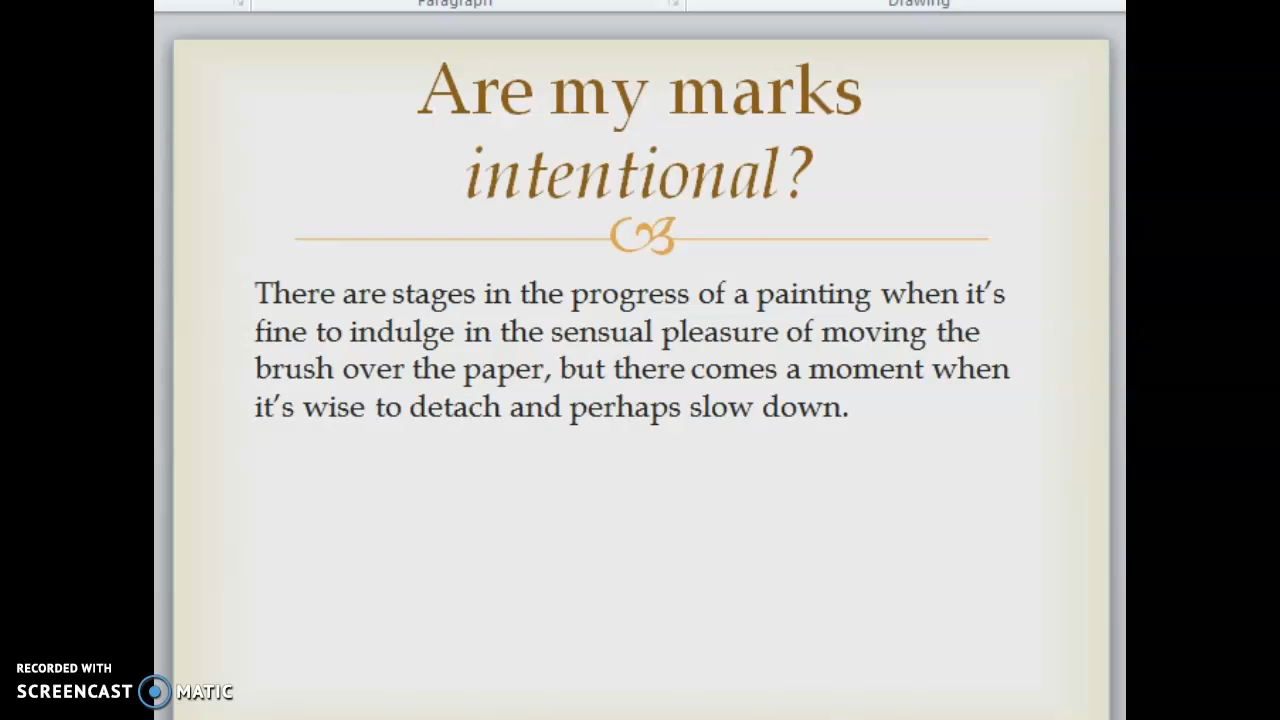 Paragraph
Drawing
Are my marks
intentional?
There are stages in the progress of a painting when it's
fine to indulge in the sensual pleasure of moving the
brush over the paper, but there comes a moment when
it's wise to detach and perhaps slow down.
RECORDED WITH
SCREENCAST MATIC